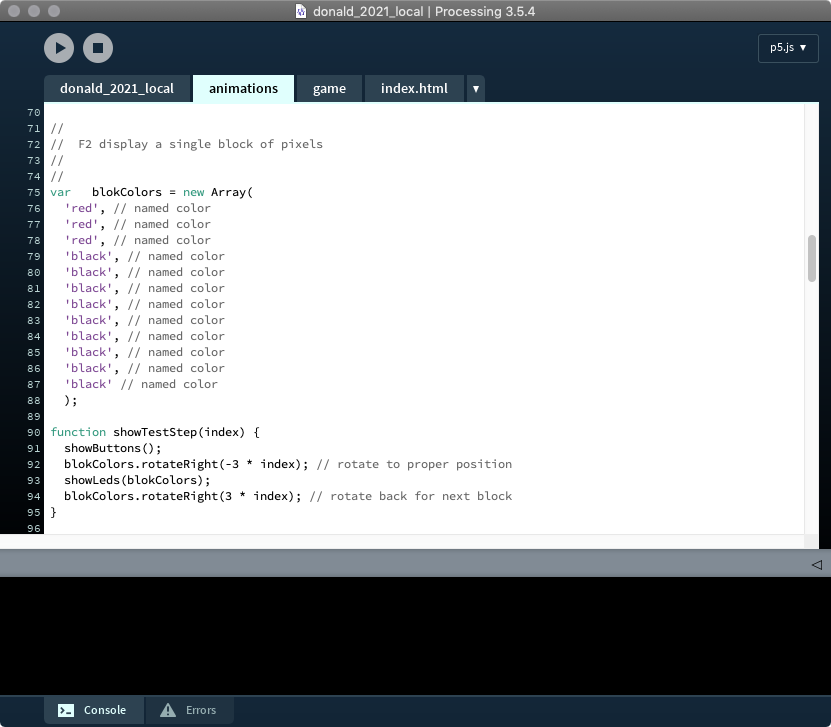 donald_2021_local | Processing 3.5.4
p5.js ▼
donald_2021_local animations game index.html ▼
70
71 //
72 //  F2 display a single block of pixels
73 //
74 //
75 var   blokColors = new Array(
76   'red', // named color
77   'red', // named color
78   'red', // named color
79   'black', // named color
80   'black', // named color
81   'black', // named color
82   'black', // named color
83   'black', // named color
84   'black', // named color
85   'black', // named color
86   'black', // named color
87   'black' // named color
88   );
89
90 function showTestStep(index) {
91   showButtons();
92   blokColors.rotateRight(-3 * index); // rotate to proper position
93   showLeds(blokColors);
94   blokColors.rotateRight(3 * index); // rotate back for next block
95 }
96
Console Errors